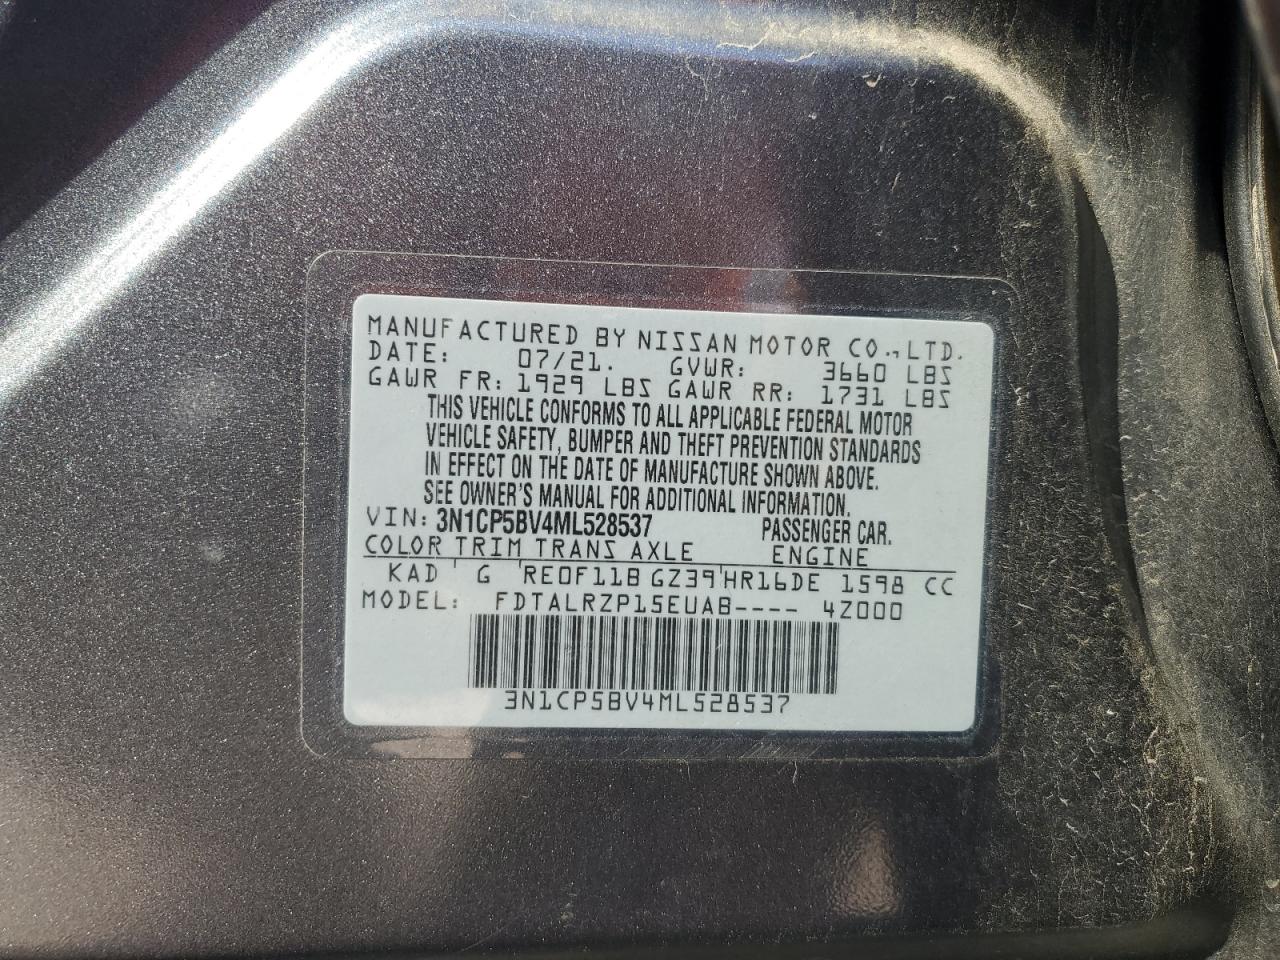 MANUFACTURED BY NISSAN MOTOR CO., LTD.
DATE: 07/21. GVWR: 3660 LBS
GAWR FR: 1929 LBS GAWR RR: 1731 LBS
THIS VEHICLE CONFORMS TO ALL APPLICABLE FEDERAL MOTOR
VEHICLE SAFETY, BUMPER AND THEFT PREVENTION STANDARDS
IN EFFECT ON THE DATE OF MANUFACTURE SHOWN ABOVE.
SEE OWNER'S MANUAL FOR ADDITIONAL INFORMATION.
VIN: 3N1CP5BV4ML528537 PASSENGER CAR.
COLOR TRIM TRANS AXLE ENGINE
KAD G RE0F11B GZ39 HR16DE 1598 CC
MODEL: FDTALRZP15EUAB---- 4Z000
3N1CP5BV4ML528537